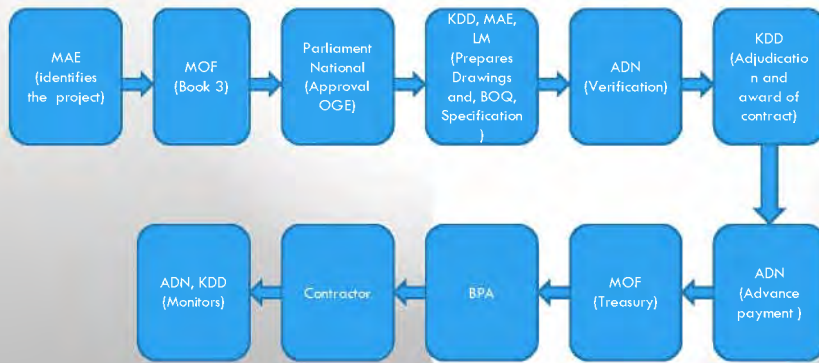 MAE
(identifies
the project)
MOF
(Book 3)
Parliament
National
(Approval
OGE)
KDD, MAE,
LM
(Prepares
Drawings
and, BOQ,
Specification
)
ADN
(Verification)
KDD
(Adjudicatio
n and
award of
contract)
ADN, KDD
(Monitors)
Contractor
BPA
MOF
(Treasury)
ADN
(Advance
payment )